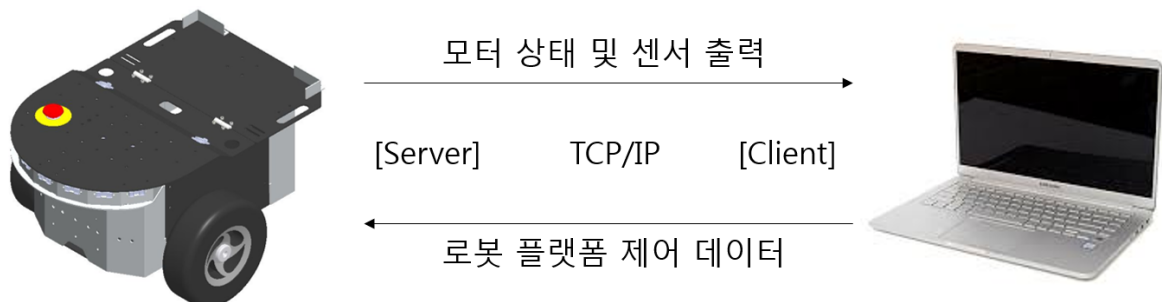 모터 상태 및 센서 출력
[Server] TCP/IP [Client]
로봇 플랫폼 제어 데이터